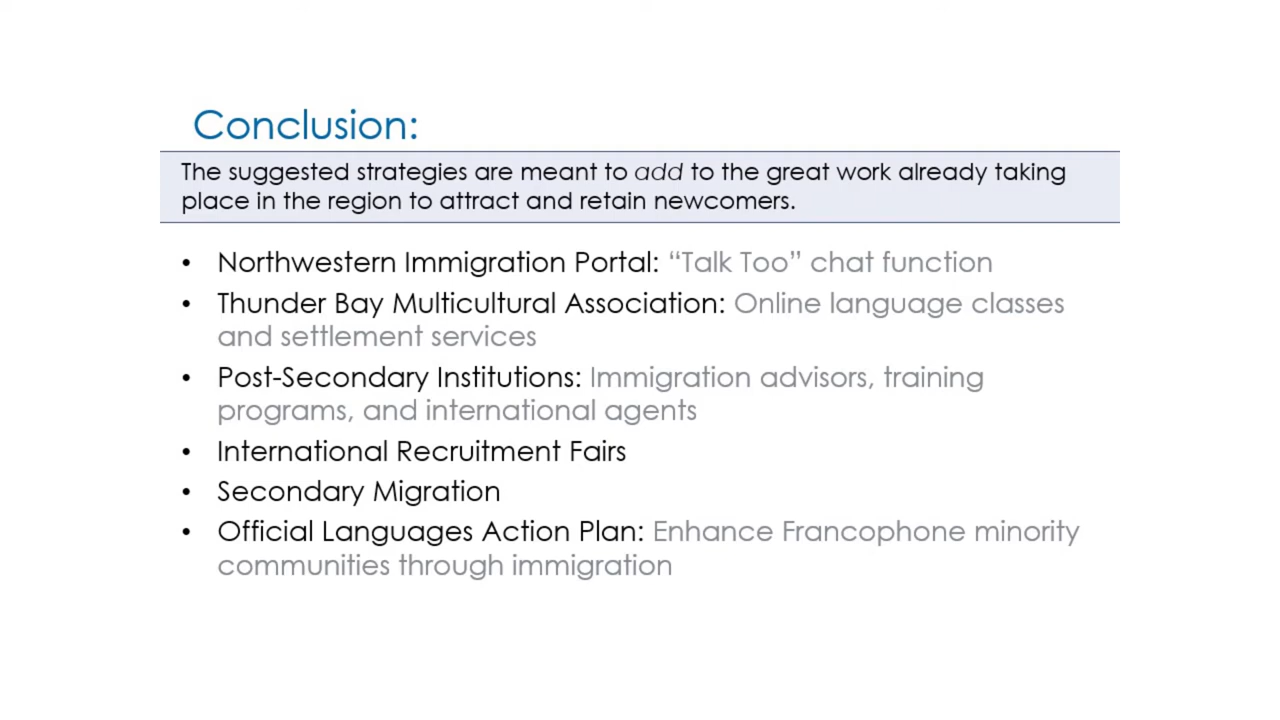 Conclusion:
The suggested strategies are meant to add to the great work already taking
place in the region to attract and retain newcomers.
• Northwestern Immigration Portal: “Talk Too” chat function
• Thunder Bay Multicultural Association: Online language classes
and settlement services
• Post-Secondary Institutions: Immigration advisors, training
programs, and international agents
• International Recruitment Fairs
• Secondary Migration
• Official Languages Action Plan: Enhance Francophone minority
communities through immigration